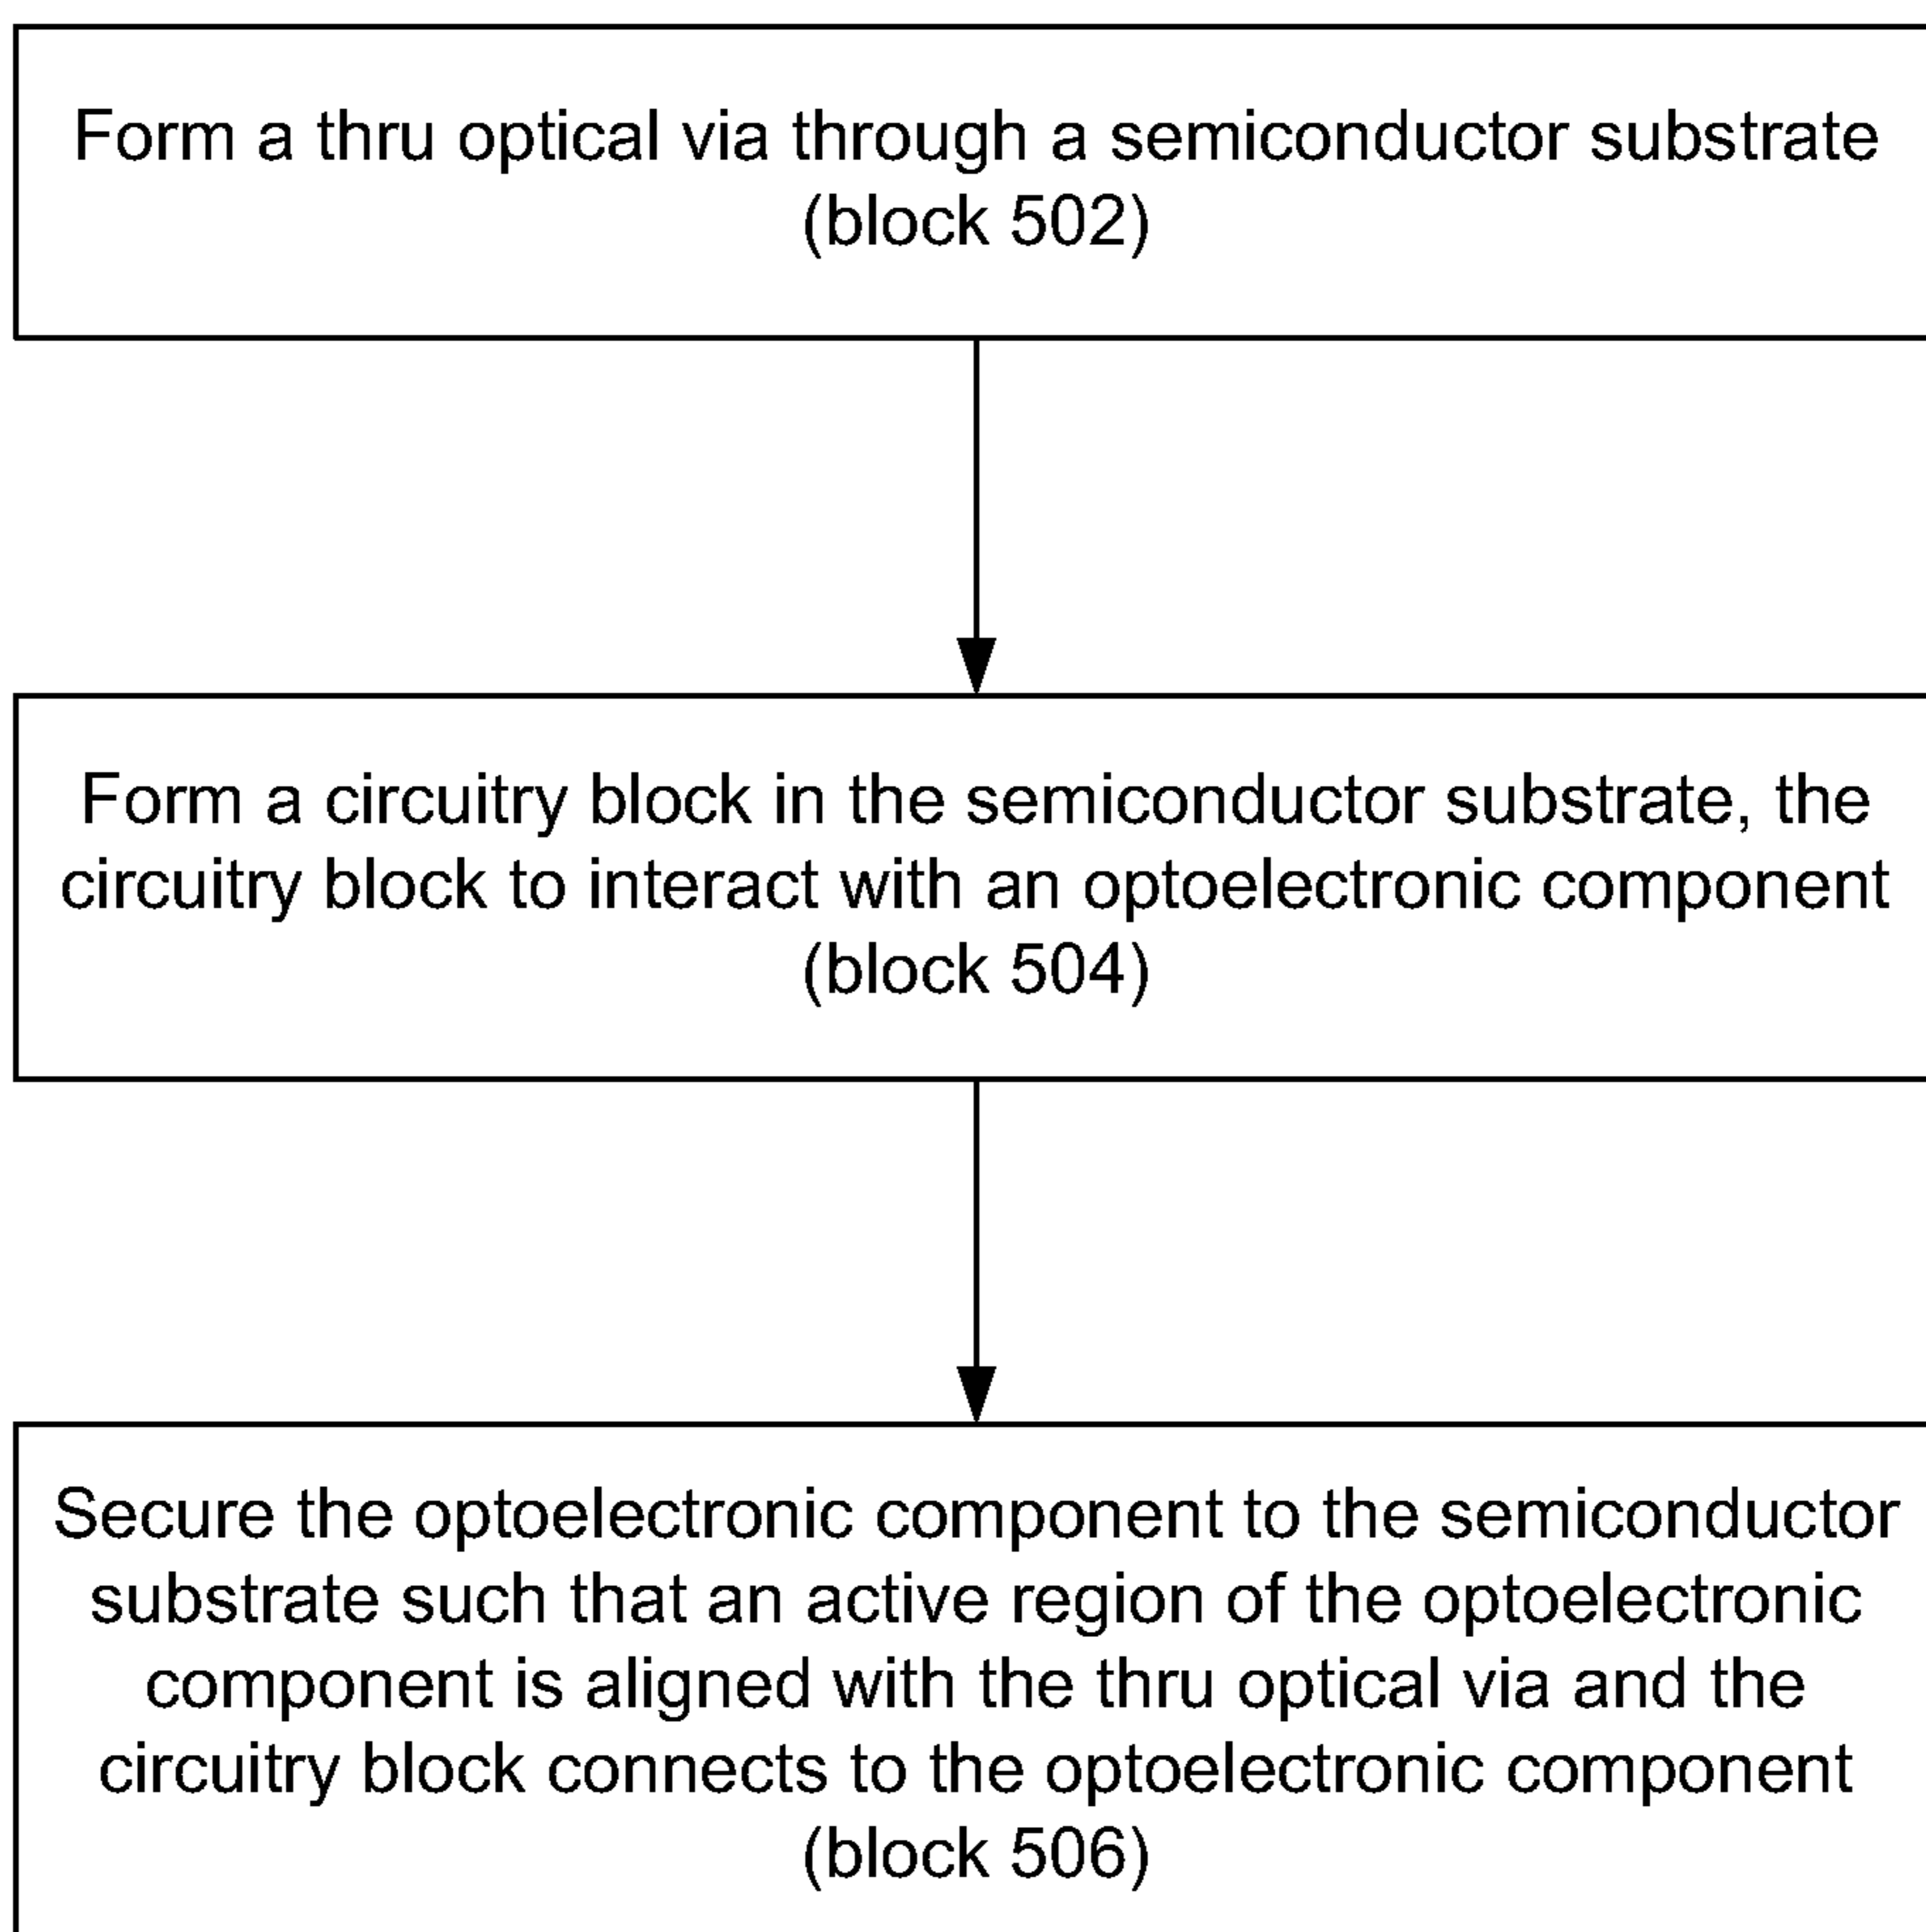 Form a thru optical via through a semiconductor substrate
(block 502)
Form a circuitry block in the semiconductor substrate, the
circuitry block to interact with an optoelectronic component
(block 504)
Secure the optoelectronic component to the semiconductor
substrate such that an active region of the optoelectronic
component is aligned with the thru optical via and the
circuitry block connects to the optoelectronic component
(block 506)